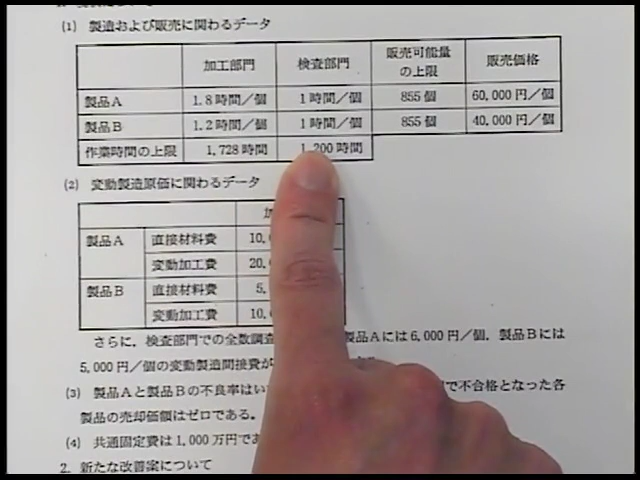 (1) 製造および販売に関わるデータ
加工部門 検査部門 販売可能量の上限 販売価格
製品A 1.8時間／個 1時間／個 855個 60,000円／個
製品B 1.2時間／個 1時間／個 855個 40,000円／個
作業時間の上限 1,728時間 1,200時間
(2) 変動製造原価に関わるデータ
製品A 直接材料費 10,
変動加工費 20,
製品B 直接材料費 5,
変動加工費 10,
さらに，検査部門での全数調査 製品Aには6,000円／個，製品Bには
5,000円／個の変動製造間接費が
(3) 製品Aと製品Bの不良率はい で不合格となった各
製品の売却価額はゼロである。
(4) 共通固定費は1,000万円で
2. 新たな改善案について